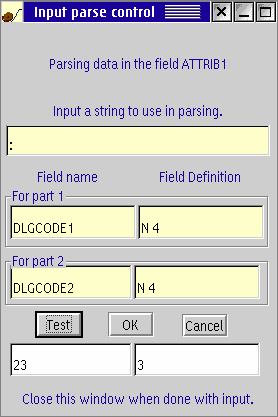 Input parse control
Parsing data in the field ATTRIB1
Input a string to use in parsing.
:
Field name Field Definition
For part 1
DLGCODE1 N 4
For part 2
DLGCODE2 N 4
Test OK Cancel
23 3
Close this window when done with input.